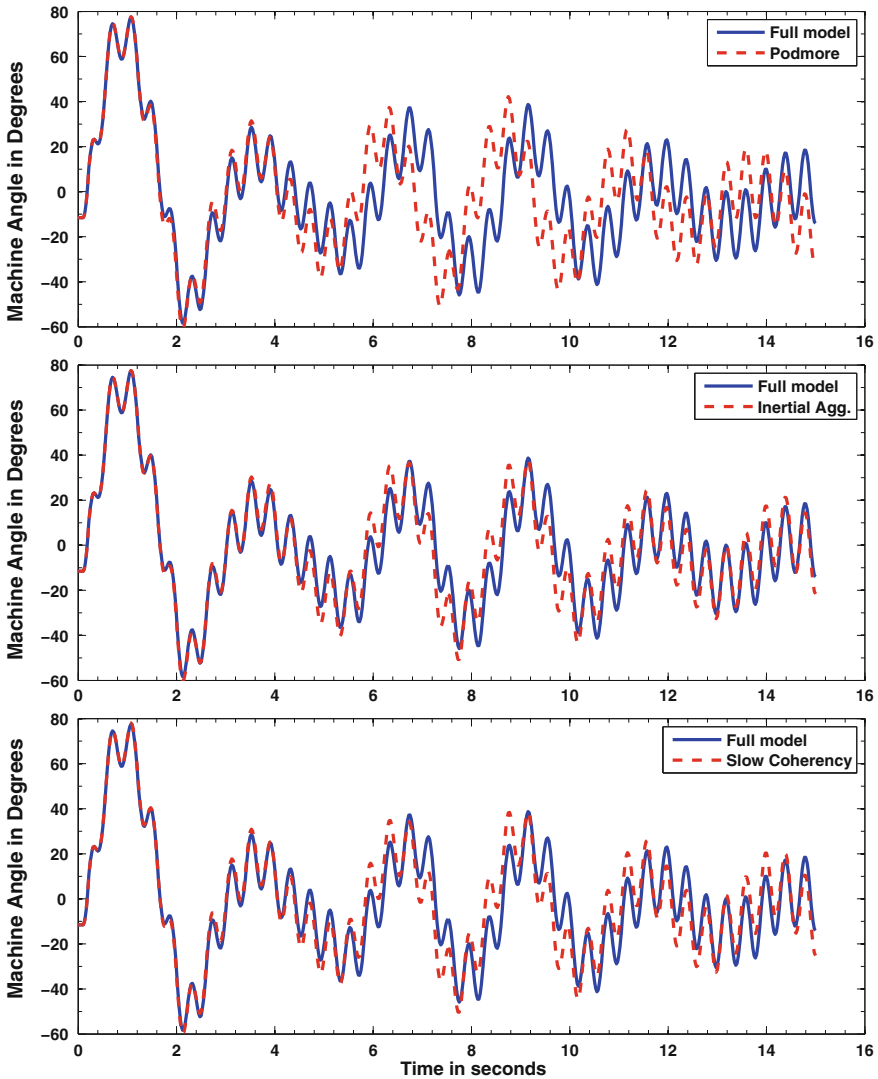 80
60
40
20
0
−20
−40
−60
Machine Angle in Degrees
Full model
Podmore
0 2 4 6 8 10 12 14 16
80
60
40
20
0
−20
−40
−60
Machine Angle in Degrees
Full model
Inertial Agg.
0 2 4 6 8 10 12 14 16
80
60
40
20
0
−20
−40
−60
Machine Angle in Degrees
Full model
Slow Coherency
0 2 4 6 8 10 12 14 16
Time in seconds